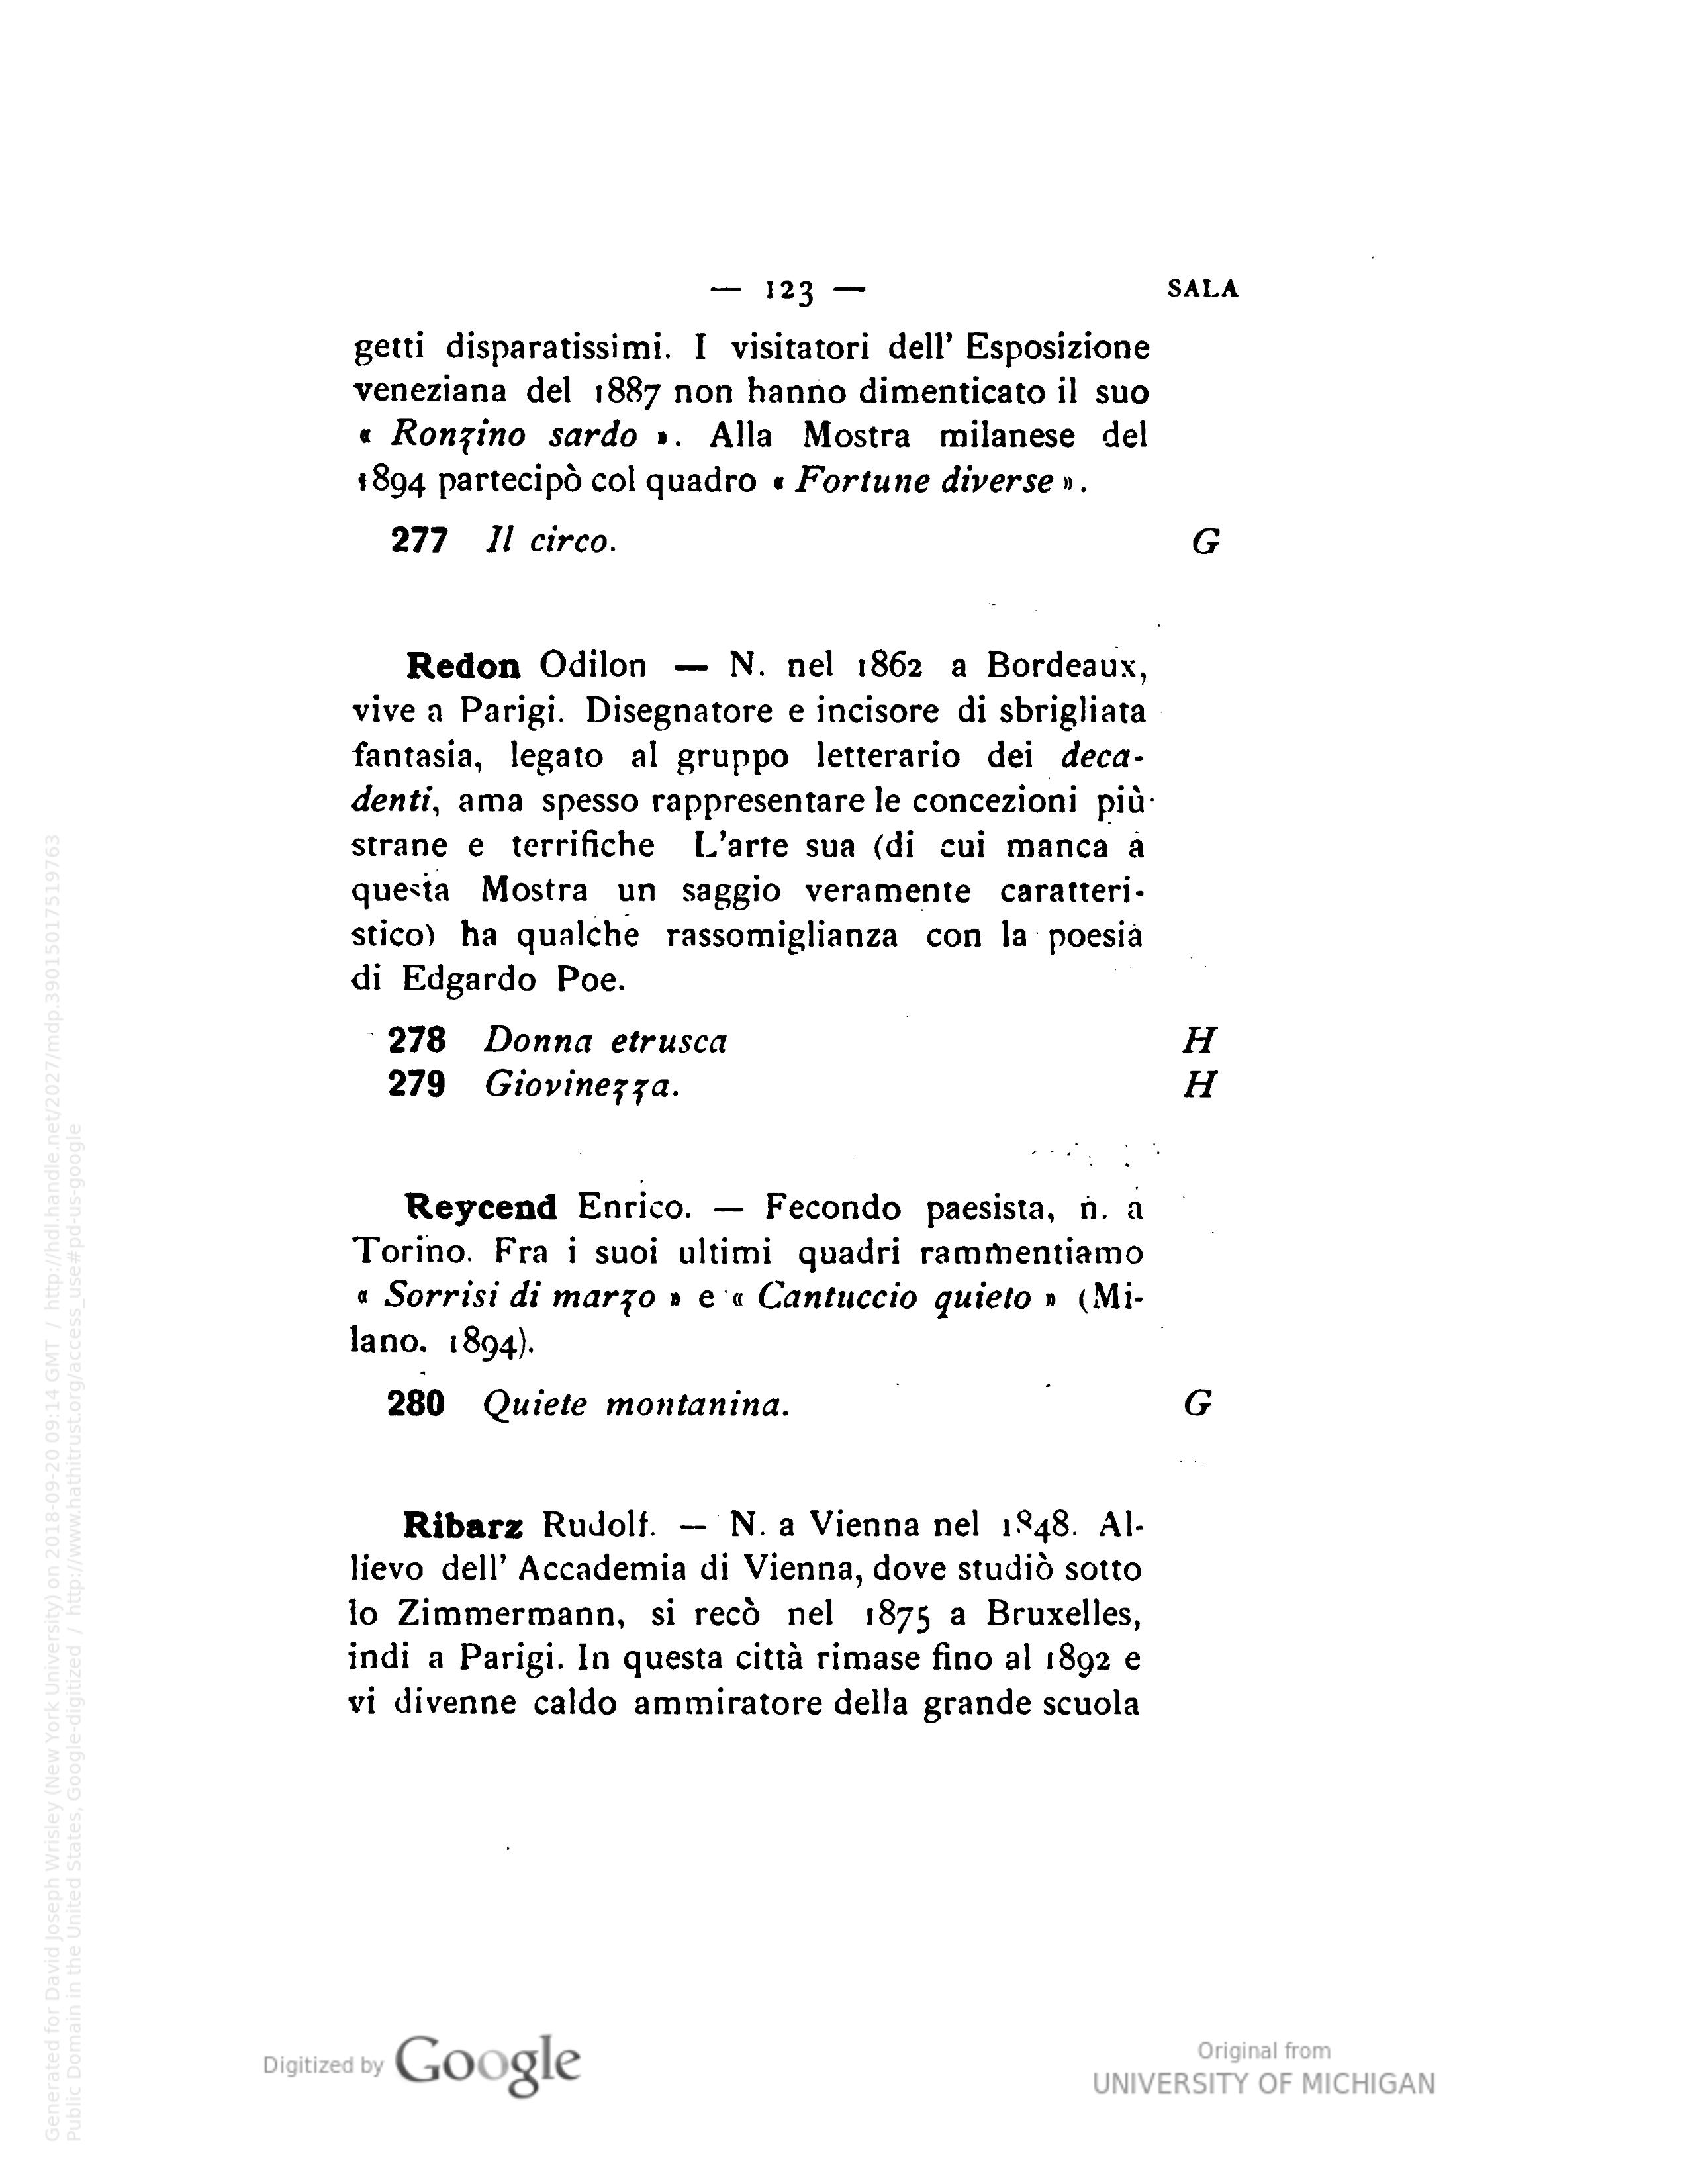 — 123 — SALA
getti disparatissimi. I visitatori dell' Esposizione
veneziana del 1887 non hanno dimenticato il suo
« Ronzino sardo ». Alla Mostra milanese del
1894 partecipò col quadro « Fortune diverse ».
277 Il circo. G
Redon Odilon — N. nel 1862 a Bordeaux,
vive a Parigi. Disegnatore e incisore di sbrigliata
fantasia, legato al gruppo letterario dei deca-
denti, ama spesso rappresentare le concezioni più
strane e terrifiche L'arte sua (di cui manca a
questa Mostra un saggio veramente caratteri-
stico) ha qualche rassomiglianza con la poesia
di Edgardo Poe.
278 Donna etrusca H
279 Giovinezza. H
Reycend Enrico. — Fecondo paesista, n. a
Torino. Fra i suoi ultimi quadri rammentiamo
« Sorrisi di marzo » e « Cantuccio quieto » (Mi-
lano. 1894).
280 Quiete montanina. G
Ribarz Rudolf. — N. a Vienna nel 1848. Al-
lievo dell' Accademia di Vienna, dove studiò sotto
lo Zimmermann, si recò nel 1875 a Bruxelles,
indi a Parigi. In questa città rimase fino al 1892 e
vi divenne caldo ammiratore della grande scuola
Digitized by Google
Original from
UNIVERSITY OF MICHIGAN
Generated for David Joseph Wrisley (New York University) on 2018-09-20 09:14 GMT / http://hdl.handle.net/2027/mdp.39015017519763
Public Domain in the United States, Google-digitized / http://www.hathitrust.org/access_use#pd-us-google